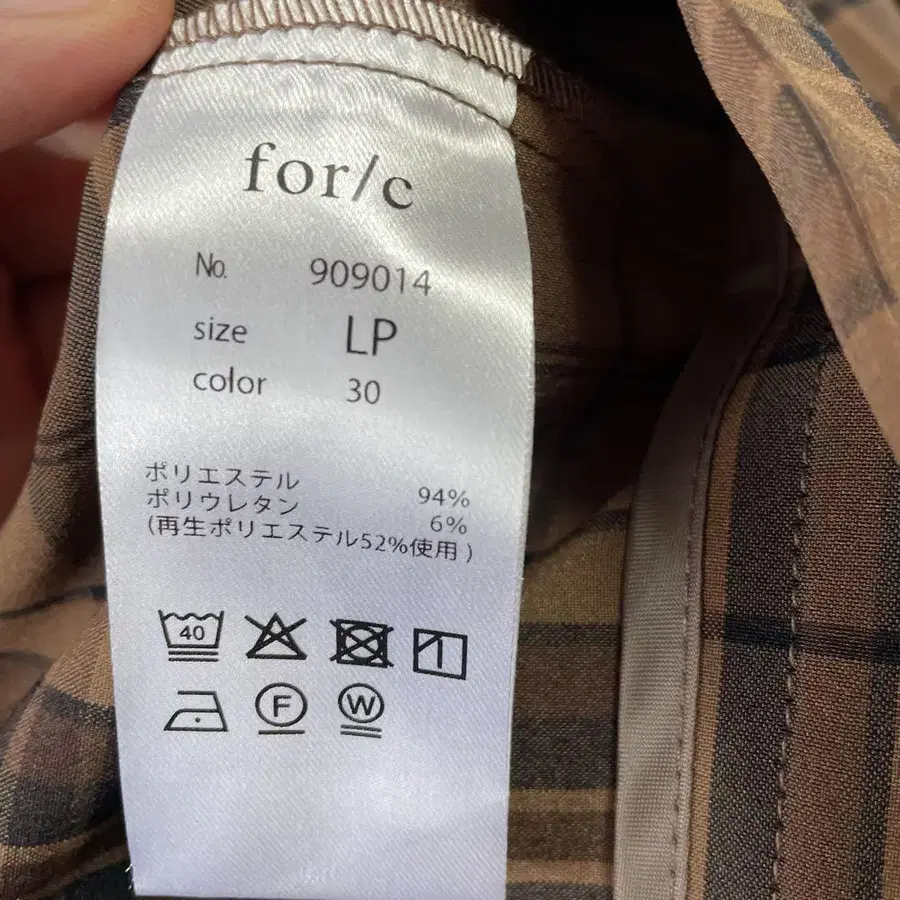 for/c
No. 909014
size LP
color 30
ポリエステル 94%
ポリウレタン 6%
(再生ポリエステル52%使用)
40
F W